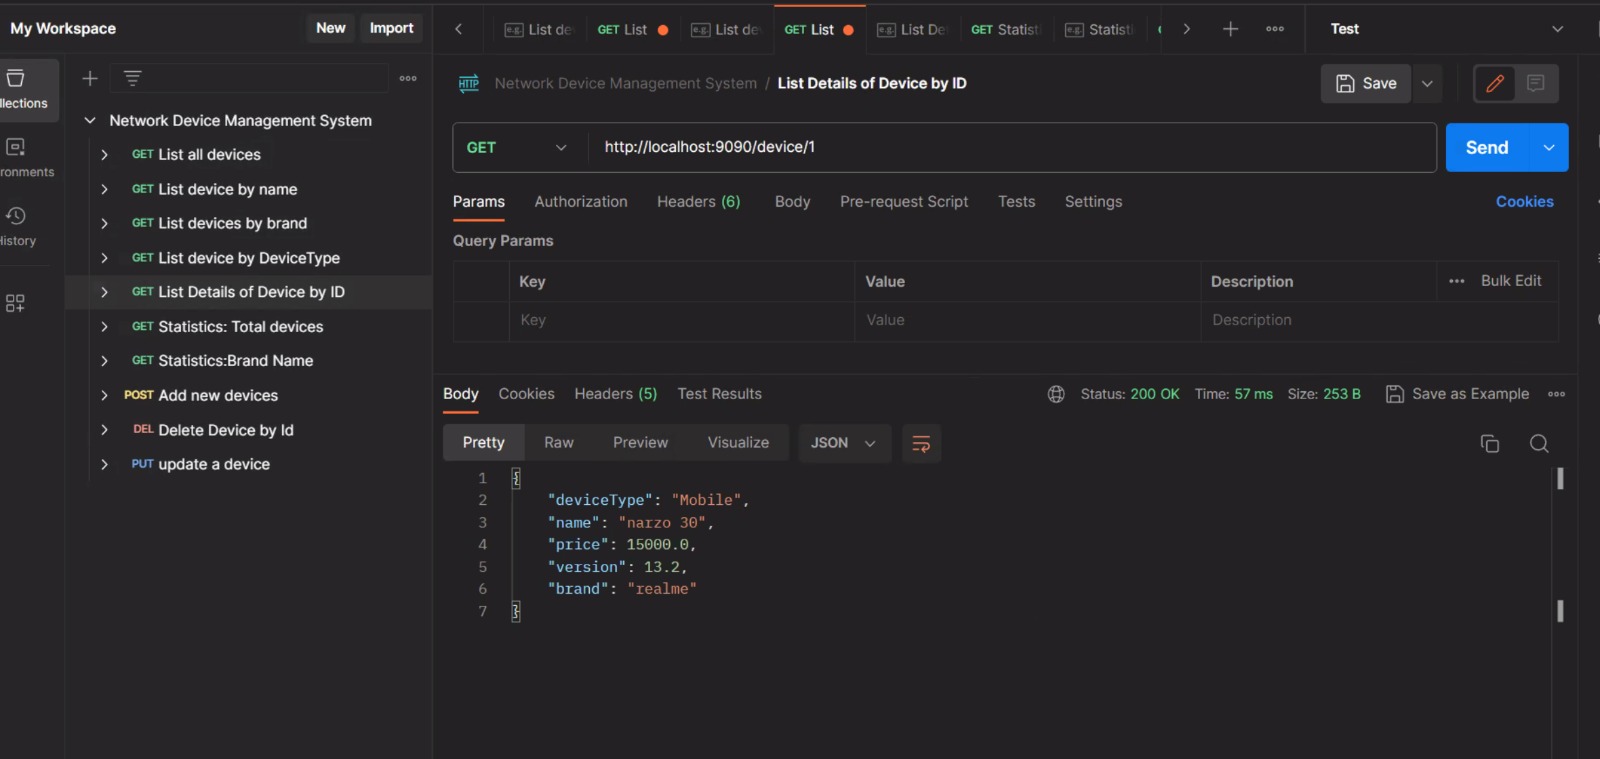 My Workspace New Import
e.g. List de GET List e.g. List de GET List e.g. List De GET Statist e.g. Statisti Test
llections
ronments
listory
Network Device Management System
GET List all devices
GET List device by name
GET List devices by brand
GET List device by DeviceType
GET List Details of Device by ID
GET Statistics: Total devices
GET Statistics:Brand Name
POST Add new devices
DEL Delete Device by Id
PUT update a device
HTTP Network Device Management System / List Details of Device by ID Save
GET http://localhost:9090/device/1 Send
Params Authorization Headers (6) Body Pre-request Script Tests Settings Cookies
Query Params
Key Value Description Bulk Edit
Key Value Description
Body Cookies Headers (5) Test Results Status: 200 OK Time: 57 ms Size: 253 B Save as Example
Pretty Raw Preview Visualize JSON
1 {
2 "deviceType": "Mobile",
3 "name": "narzo 30",
4 "price": 15000.0,
5 "version": 13.2,
6 "brand": "realme"
7 }